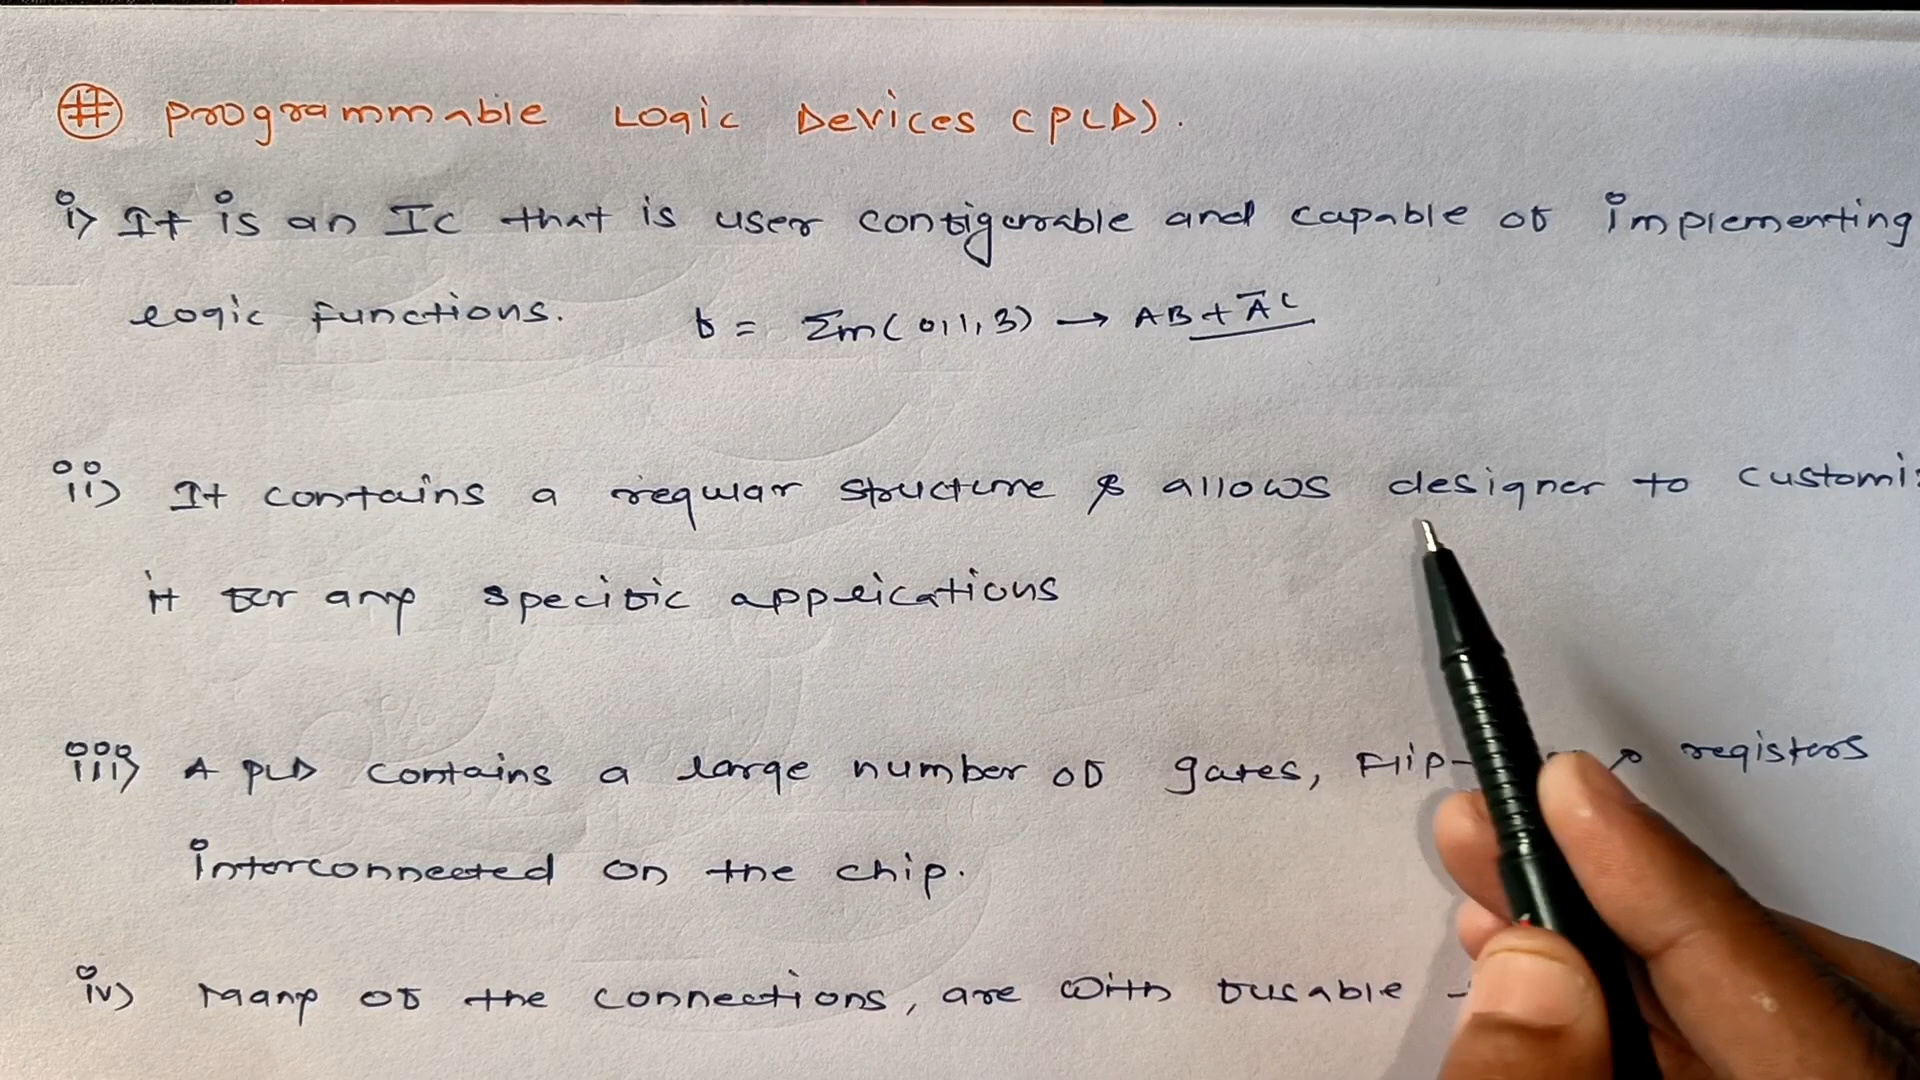 # Programmable Logic Devices (PLD).
i) It is an IC that is user configurable and capable of implementing
logic functions. f = Σm(0,1,3) → AB + A̅C
ii) It contains a regular structure & allows designer to
it for any specific applications
iii) A PLD contains a large number of gates, Flip- registers
interconnected on the chip.
iv) Many of the connections, are with fusable